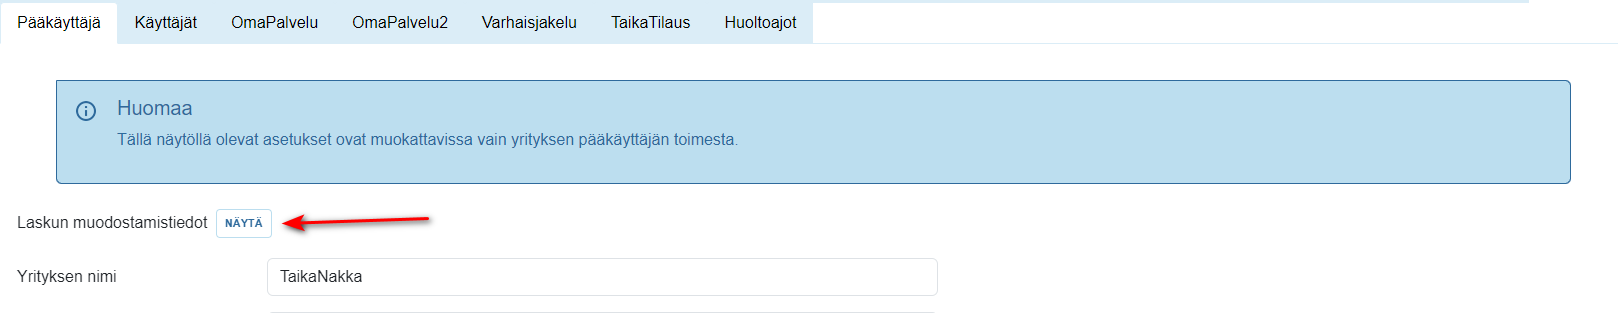 Pääkäyttäjä Käyttäjät OmaPalvelu OmaPalvelu2 Varhaisjakelu TaikaTilaus Huoltoajot
Huomaa
Tällä näytöllä olevat asetukset ovat muokattavissa vain yrityksen pääkäyttäjän toimesta.
Laskun muodostamistiedot NÄYTÄ
Yrityksen nimi TaikaNakka